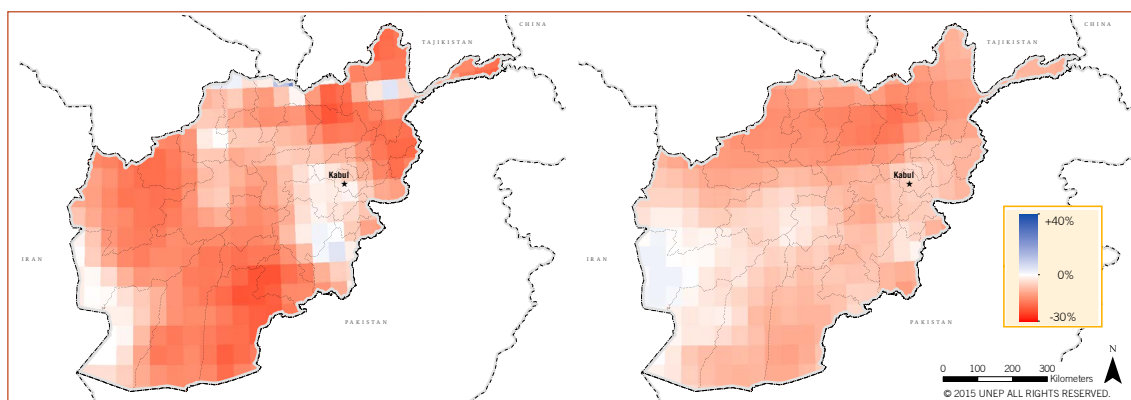 CHINA
TAJIKISTAN
Kabul
IRAN
PAKISTAN
CHINA
TAJIKISTAN
Kabul
IRAN
PAKISTAN
+40%
0%
-30%
N
0 100 200 300
Kilometers
© 2015 UNEP ALL RIGHTS RESERVED.